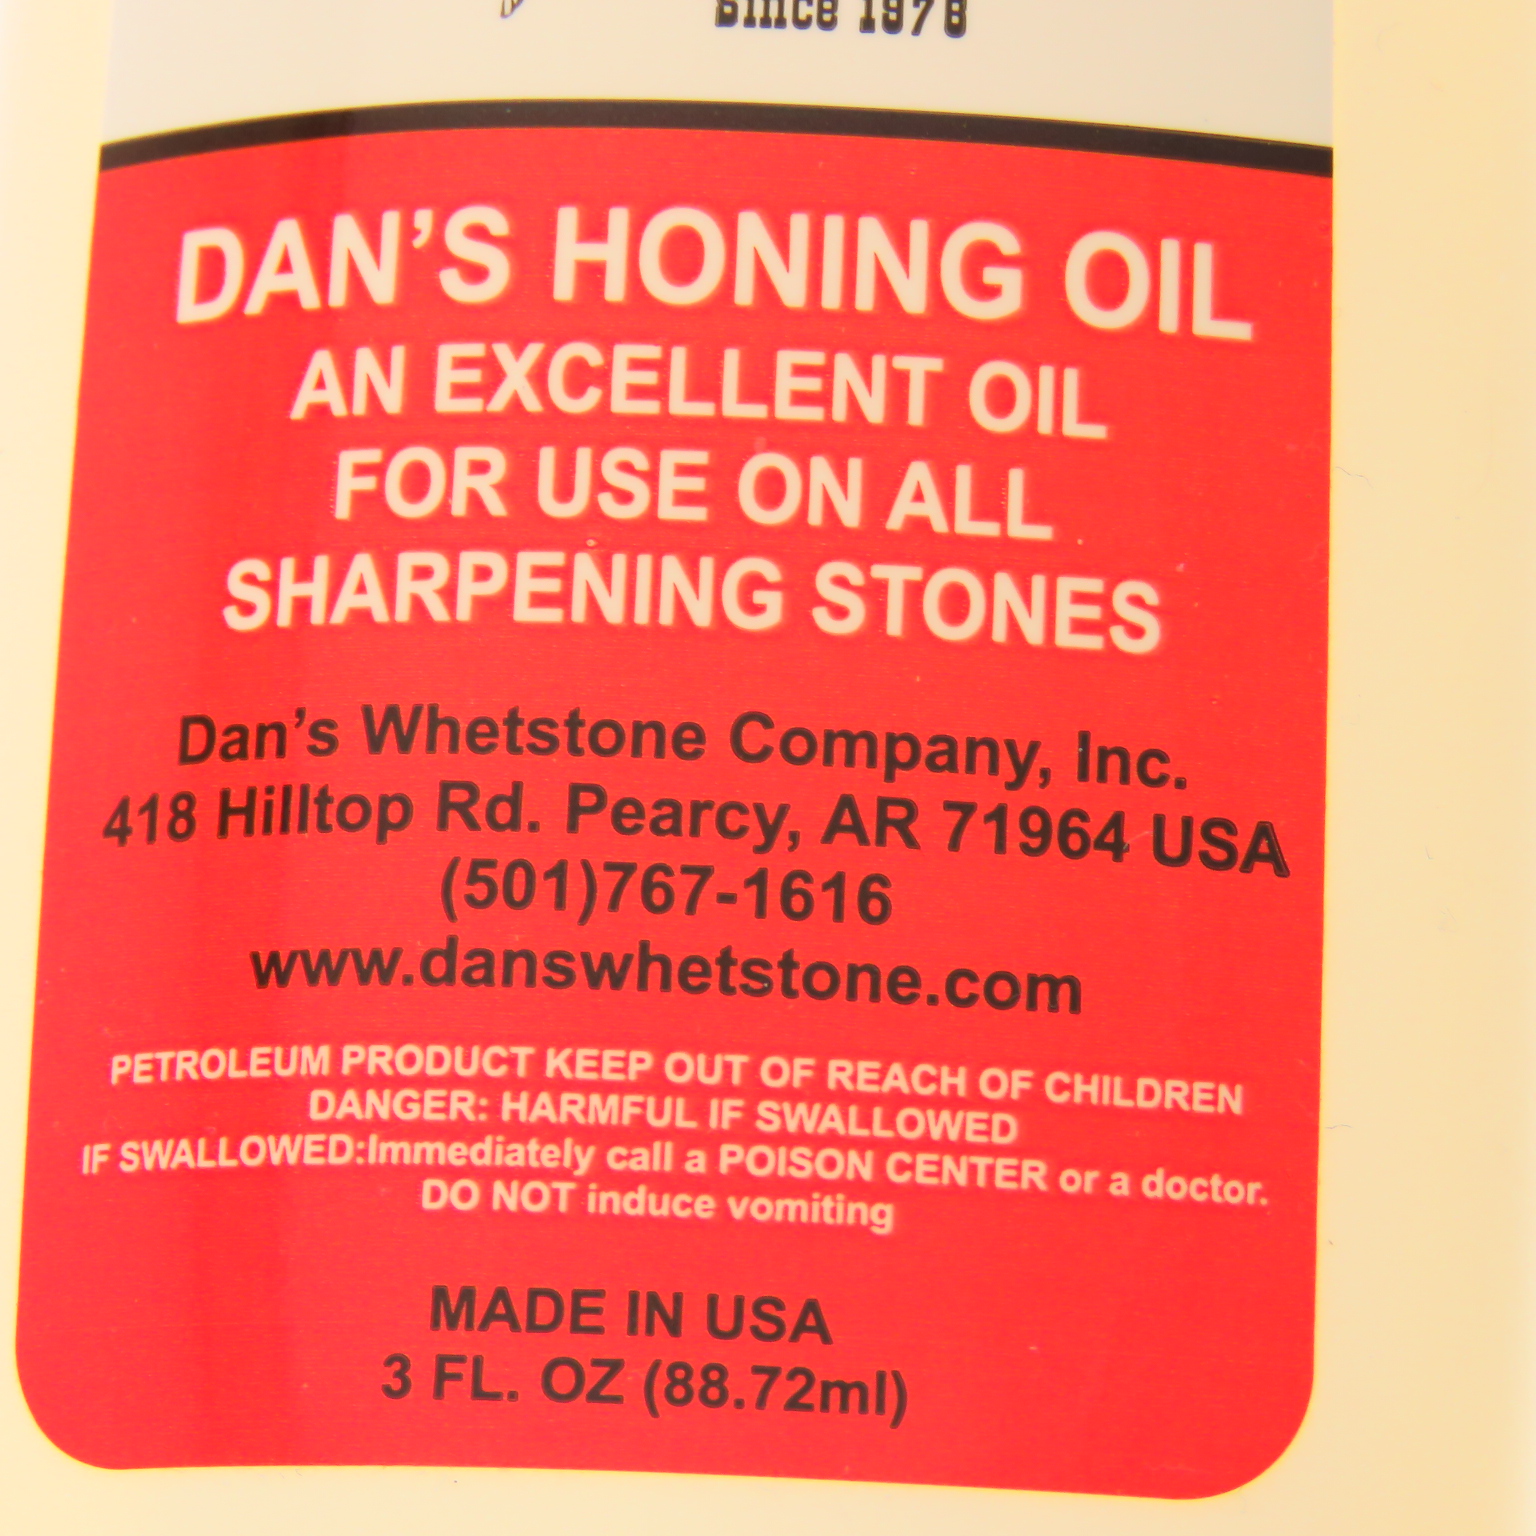 Since 1976
DAN'S HONING OIL
AN EXCELLENT OIL
FOR USE ON ALL
SHARPENING STONES
Dan's Whetstone Company, Inc.
418 Hilltop Rd. Pearcy, AR 71964 USA
(501)767-1616
www.danswhetstone.com
PETROLEUM PRODUCT KEEP OUT OF REACH OF CHILDREN
DANGER: HARMFUL IF SWALLOWED
IF SWALLOWED:Immediately call a POISON CENTER or a doctor.
DO NOT induce vomiting
MADE IN USA
3 FL. OZ (88.72ml)